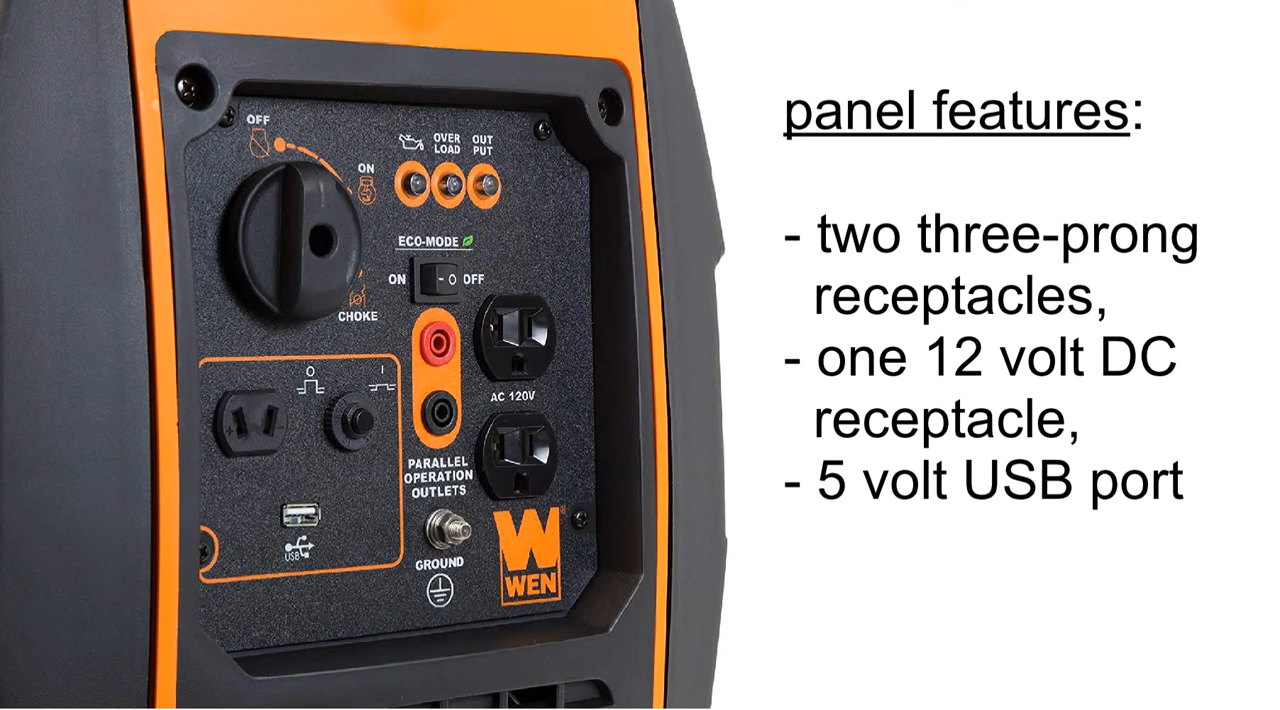 OFF
ON
OVER LOAD
OUT PUT
ECO-MODE
ON
OFF
CHOKE
AC 120V
PARALLEL
OPERATION
OUTLETS
USB
GROUND
W
WEN
panel features:
- two three-prong
receptacles,
- one 12 volt DC
receptacle,
- 5 volt USB port